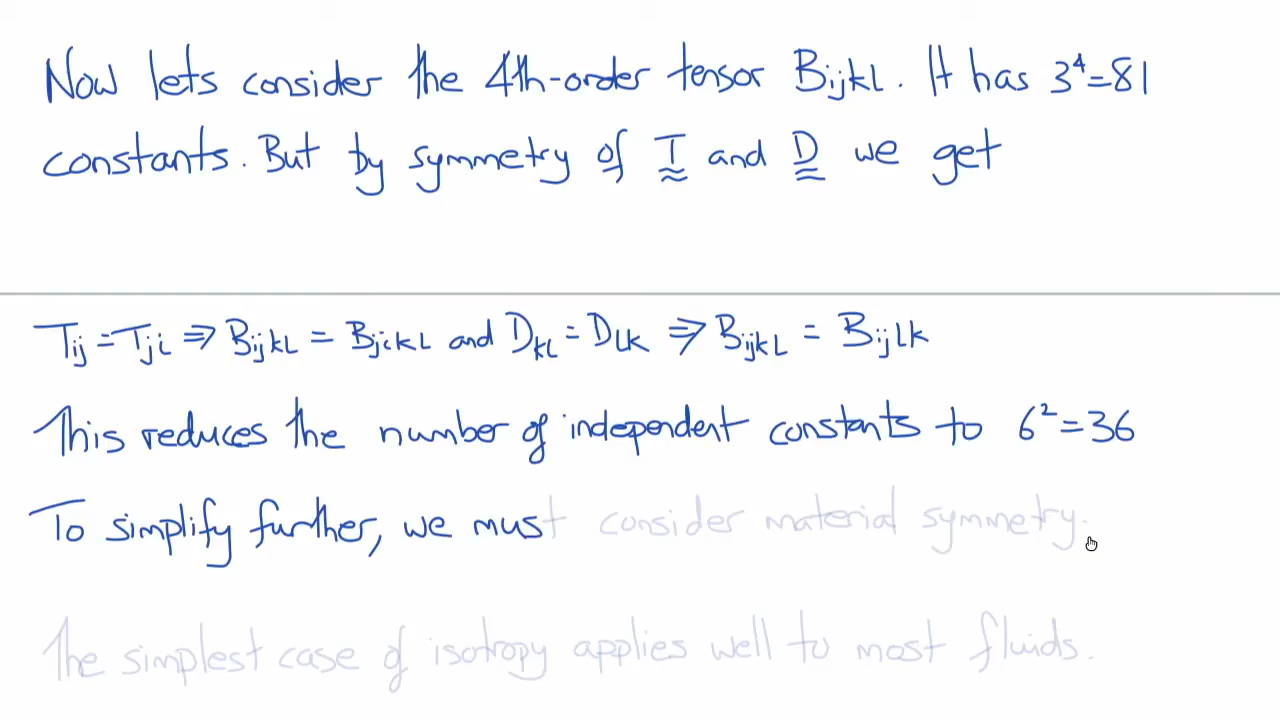 Now lets consider the 4th-order tensor Bijkl. It has 3⁴=81
constants. But by symmetry of T and D we get
Tij = Tji ⇒ Bijkl = Bjikl and Dkl = Dlk ⇒ Bijkl = Bijlk
This reduces the number of independent constants to 6² = 36
To simplify further, we must consider material symmetry.
The simplest case of isotropy applies well to most fluids.